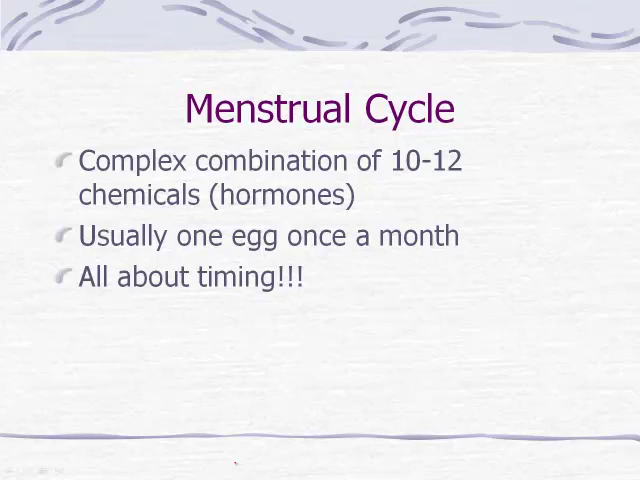 Menstrual Cycle
Complex combination of 10-12
chemicals (hormones)
Usually one egg once a month
All about timing!!!